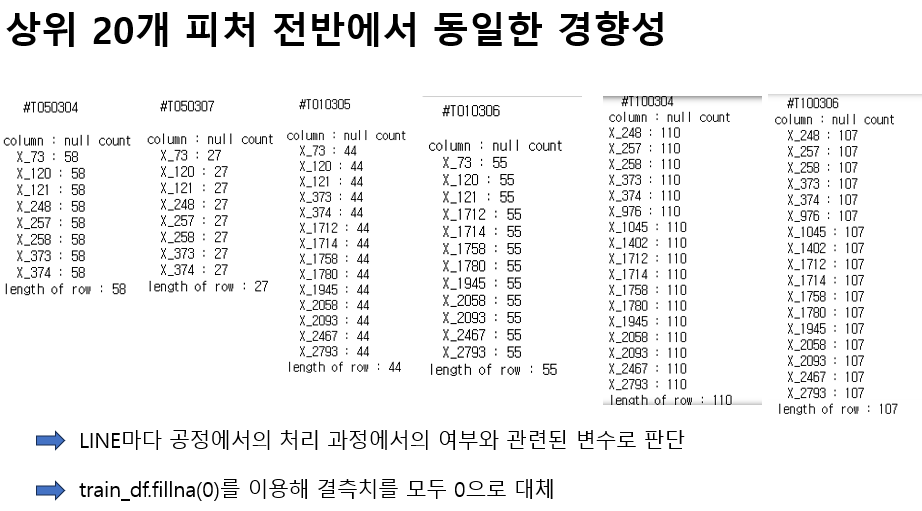 상위 20개 피처 전반에서 동일한 경향성
#T050304
column : null count
X_73 : 58
X_120 : 58
X_121 : 58
X_248 : 58
X_257 : 58
X_258 : 58
X_373 : 58
X_374 : 58
length of row : 58
#T050307
column : null count
X_73 : 27
X_120 : 27
X_121 : 27
X_248 : 27
X_257 : 27
X_258 : 27
X_373 : 27
X_374 : 27
length of row : 27
#T010305
column : null count
X_73 : 44
X_120 : 44
X_121 : 44
X_373 : 44
X_374 : 44
X_1712 : 44
X_1714 : 44
X_1758 : 44
X_1780 : 44
X_1945 : 44
X_2058 : 44
X_2093 : 44
X_2467 : 44
X_2793 : 44
length of row : 44
#T010306
column : null count
X_73 : 55
X_120 : 55
X_121 : 55
X_1712 : 55
X_1714 : 55
X_1758 : 55
X_1780 : 55
X_1945 : 55
X_2058 : 55
X_2093 : 55
X_2467 : 55
X_2793 : 55
length of row : 55
#T100304
column : null count
X_248 : 110
X_257 : 110
X_258 : 110
X_373 : 110
X_374 : 110
X_976 : 110
X_1045 : 110
X_1402 : 110
X_1712 : 110
X_1714 : 110
X_1758 : 110
X_1780 : 110
X_1945 : 110
X_2058 : 110
X_2093 : 110
X_2467 : 110
X_2793 : 110
length of row : 110
#T100306
column : null count
X_248 : 107
X_257 : 107
X_258 : 107
X_373 : 107
X_374 : 107
X_976 : 107
X_1045 : 107
X_1402 : 107
X_1712 : 107
X_1714 : 107
X_1758 : 107
X_1780 : 107
X_1945 : 107
X_2058 : 107
X_2093 : 107
X_2467 : 107
X_2793 : 107
length of row : 107
LINE마다 공정에서의 처리 과정에서의 여부와 관련된 변수로 판단
train_df.fillna(0)를 이용해 결측치를 모두 0으로 대체